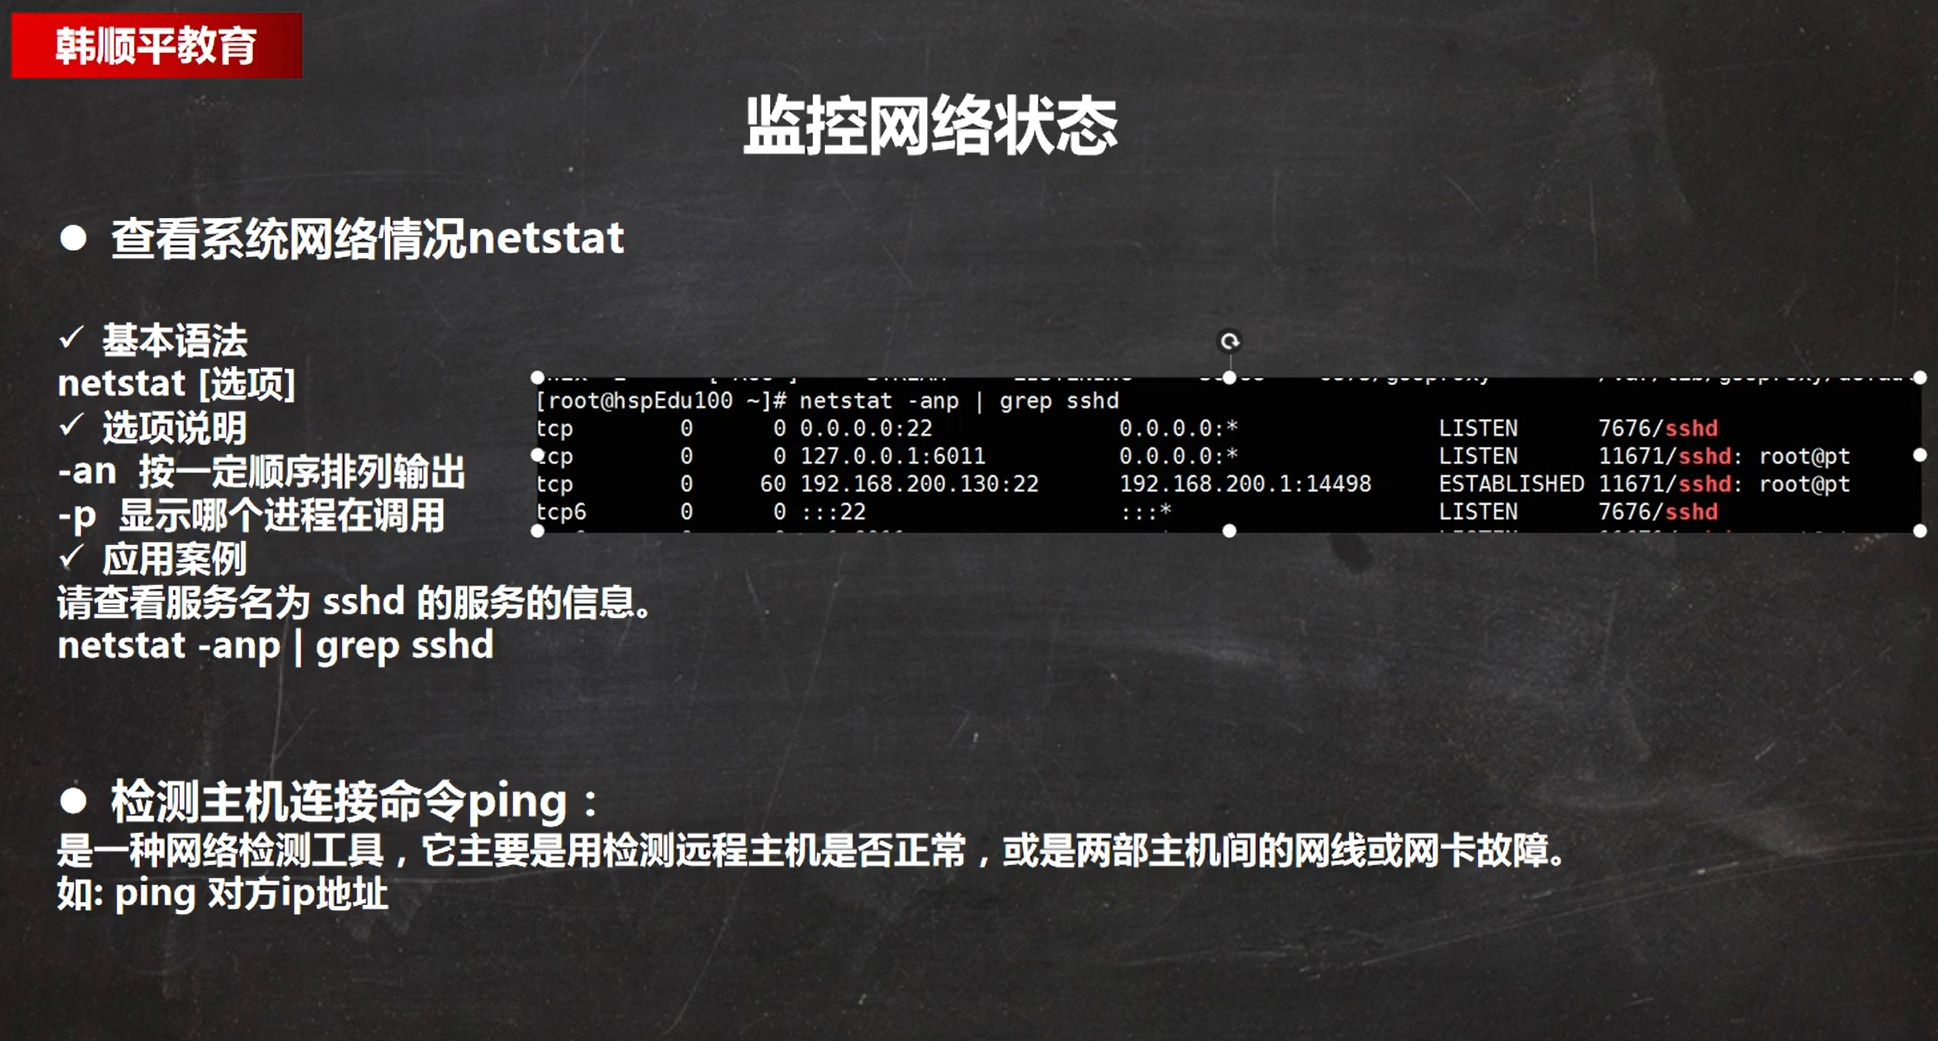 韩顺平教育
监控网络状态
● 查看系统网络情况netstat
✓ 基本语法
netstat [选项]
✓ 选项说明
-an 按一定顺序排列输出
-p 显示哪个进程在调用
✓ 应用案例
请查看服务名为 sshd 的服务的信息。
netstat -anp | grep sshd
[root@hspEdu100 ~]# netstat -anp | grep sshd
tcp 0 0 0.0.0.0:22 0.0.0.0:* LISTEN 7676/sshd
tcp 0 0 127.0.0.1:6011 0.0.0.0:* LISTEN 11671/sshd: root@pt
tcp 0 60 192.168.200.130:22 192.168.200.1:14498 ESTABLISHED 11671/sshd: root@pt
tcp6 0 0 :::22 :::* LISTEN 7676/sshd
● 检测主机连接命令ping：
是一种网络检测工具，它主要是用检测远程主机是否正常，或是两部主机间的网线或网卡故障。
如: ping 对方ip地址